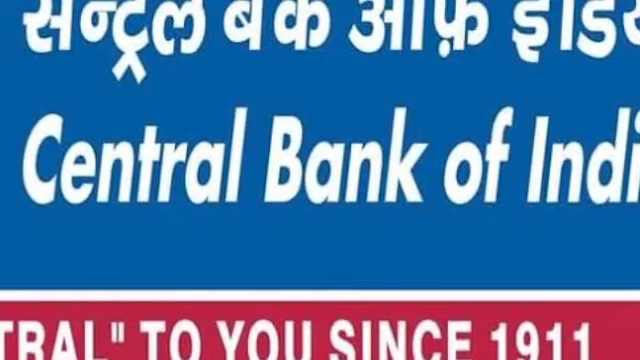 सेन्ट्रल बैंक ऑफ़ इंडिय
Central Bank of Indi
TRAL" TO YOU SINCE 1911